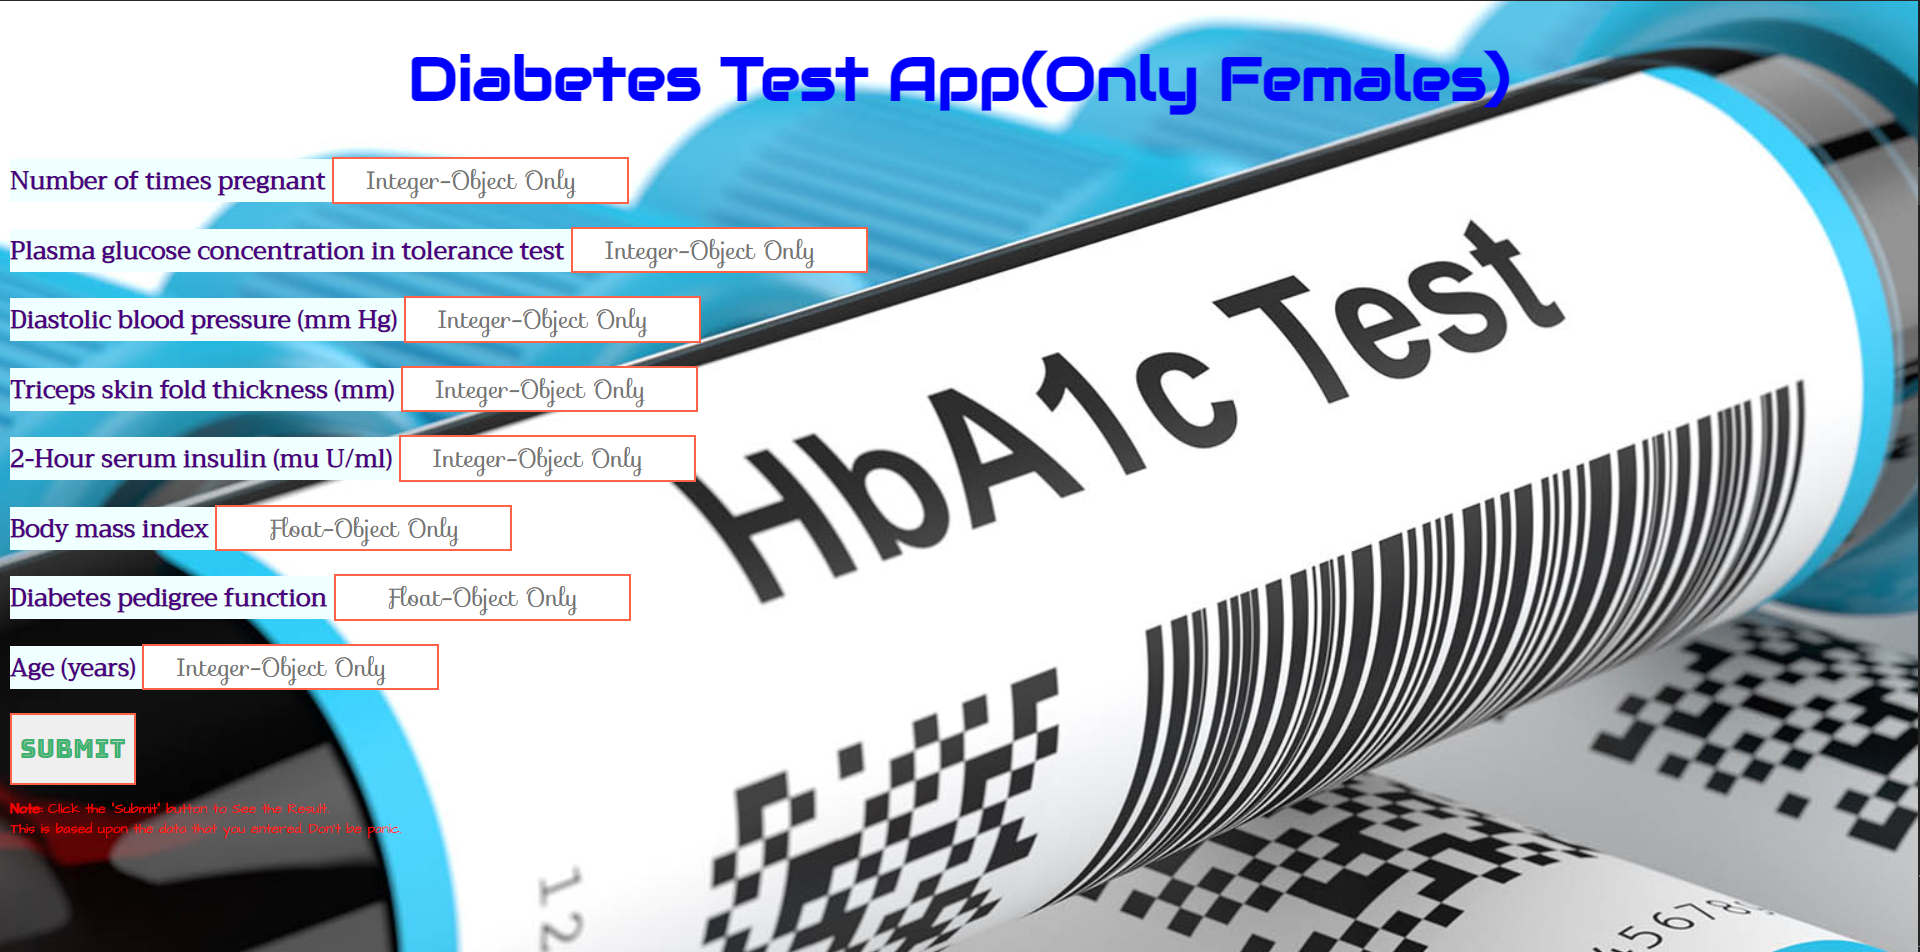 Diabetes Test App(Only Females)
Number of times pregnant Integer-Object Only
Plasma glucose concentration in tolerance test Integer-Object Only
Diastolic blood pressure (mm Hg) Integer-Object Only
Triceps skin fold thickness (mm) Integer-Object Only
2-Hour serum insulin (mu U/ml) Integer-Object Only
Body mass index Float-Object Only
Diabetes pedigree function Float-Object Only
Age (years) Integer-Object Only
SUBMIT
Note: Click the "Submit" button to See the Result.
This is based upon the data that you entered. Don't be panic.
HbA1c Test
12
45678